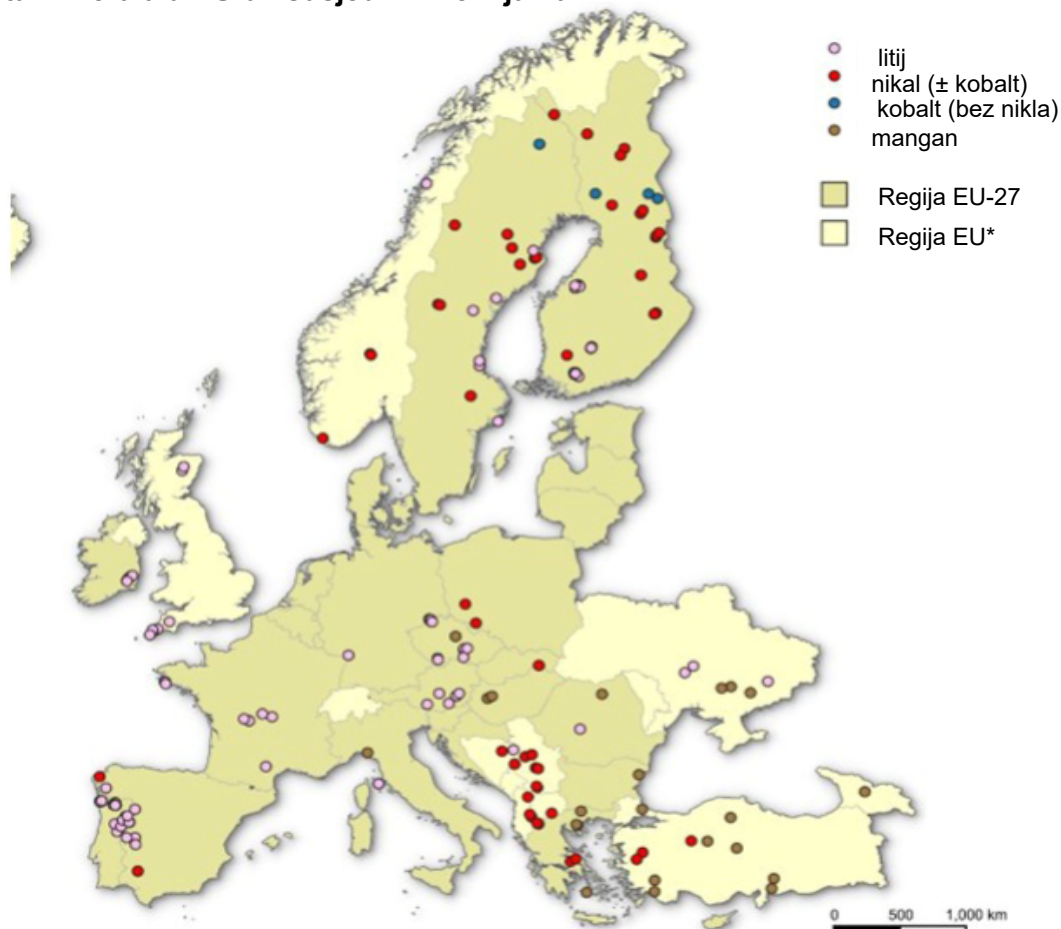 litij
nikal (± kobalt)
kobalt (bez nikla)
mangan
Regija EU-27
Regija EU*
0 500 1,000 km